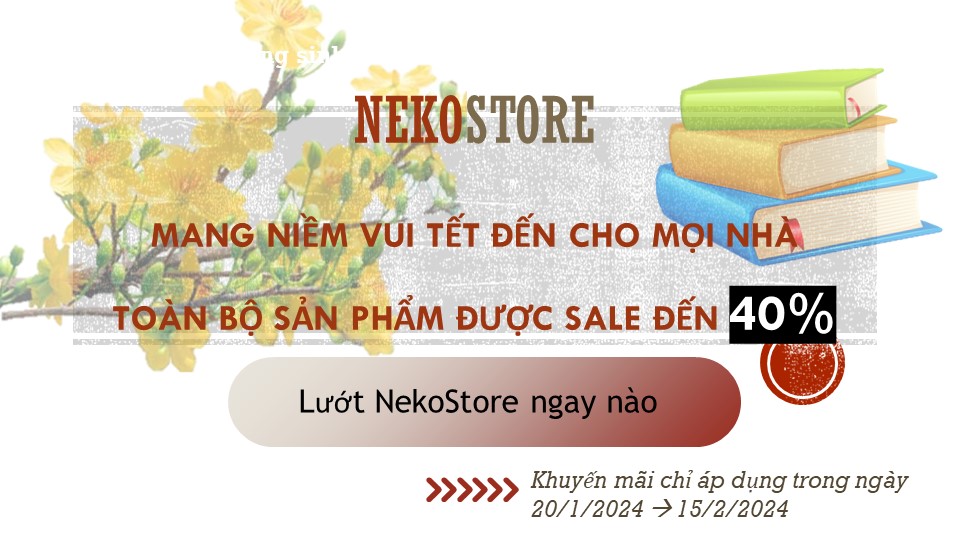 NEKOSTORE
MANG NIỀM VUI TẾT ĐẾN CHO MỌI NHÀ
TOÀN BỘ SẢN PHẨM ĐƯỢC SALE ĐẾN 40%
Lướt NekoStore ngay nào
Khuyến mãi chỉ áp dụng trong ngày
20/1/2024 → 15/2/2024